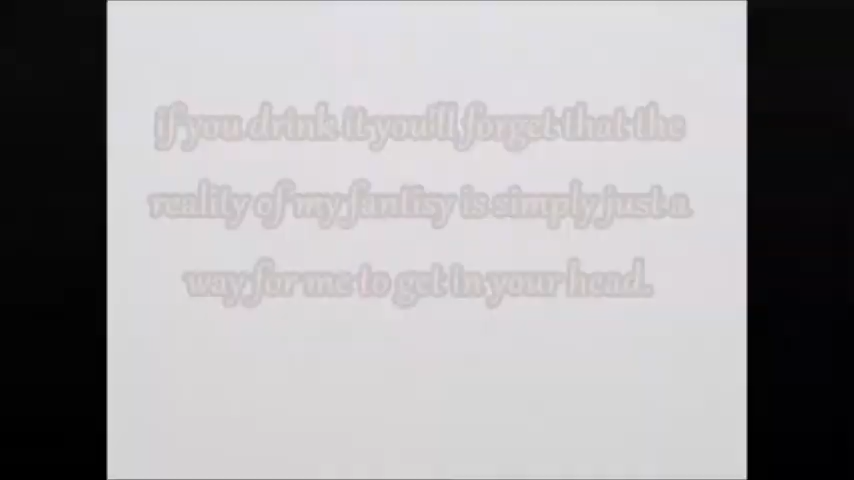 if you drink it you'll forget that the
reality of my fantisy is simply just a
way for me to get in your head.